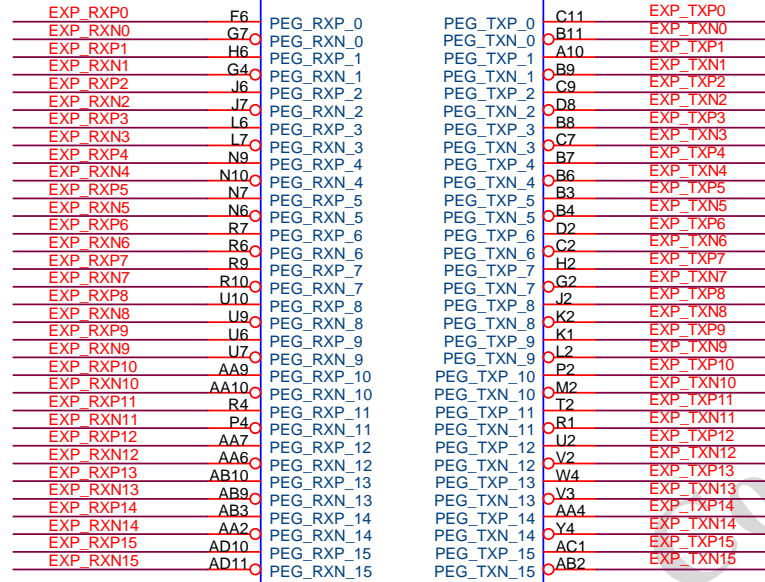 EXP_RXP0 F6 PEG_RXP_0 PEG_TXP_0 C11 EXP_TXP0
EXP_RXN0 G7 PEG_RXN_0 PEG_TXN_0 B11 EXP_TXN0
EXP_RXP1 H6 PEG_RXP_1 PEG_TXP_1 A10 EXP_TXP1
EXP_RXN1 G4 PEG_RXN_1 PEG_TXN_1 B9 EXP_TXN1
EXP_RXP2 J6 PEG_RXP_2 PEG_TXP_2 C9 EXP_TXP2
EXP_RXN2 J7 PEG_RXN_2 PEG_TXN_2 D8 EXP_TXN2
EXP_RXP3 L6 PEG_RXP_3 PEG_TXP_3 B8 EXP_TXP3
EXP_RXN3 L7 PEG_RXN_3 PEG_TXN_3 C7 EXP_TXN3
EXP_RXP4 N9 PEG_RXP_4 PEG_TXP_4 B7 EXP_TXP4
EXP_RXN4 N10 PEG_RXN_4 PEG_TXN_4 B6 EXP_TXN4
EXP_RXP5 N7 PEG_RXP_5 PEG_TXP_5 B3 EXP_TXP5
EXP_RXN5 N6 PEG_RXN_5 PEG_TXN_5 B4 EXP_TXN5
EXP_RXP6 R7 PEG_RXP_6 PEG_TXP_6 D2 EXP_TXP6
EXP_RXN6 R6 PEG_RXN_6 PEG_TXN_6 C2 EXP_TXN6
EXP_RXP7 R9 PEG_RXP_7 PEG_TXP_7 H2 EXP_TXP7
EXP_RXN7 R10 PEG_RXN_7 PEG_TXN_7 G2 EXP_TXN7
EXP_RXP8 U10 PEG_RXP_8 PEG_TXP_8 J2 EXP_TXP8
EXP_RXN8 U9 PEG_RXN_8 PEG_TXN_8 K2 EXP_TXN8
EXP_RXP9 U6 PEG_RXP_9 PEG_TXP_9 K1 EXP_TXP9
EXP_RXN9 U7 PEG_RXN_9 PEG_TXN_9 L2 EXP_TXN9
EXP_RXP10 AA9 PEG_RXP_10 PEG_TXP_10 P2 EXP_TXP10
EXP_RXN10 AA10 PEG_RXN_10 PEG_TXN_10 M2 EXP_TXN10
EXP_RXP11 R4 PEG_RXP_11 PEG_TXP_11 T2 EXP_TXP11
EXP_RXN11 P4 PEG_RXN_11 PEG_TXN_11 R1 EXP_TXN11
EXP_RXP12 AA7 PEG_RXP_12 PEG_TXP_12 U2 EXP_TXP12
EXP_RXN12 AA6 PEG_RXN_12 PEG_TXN_12 V2 EXP_TXN12
EXP_RXP13 AB10 PEG_RXP_13 PEG_TXP_13 W4 EXP_TXP13
EXP_RXN13 AB9 PEG_RXN_13 PEG_TXN_13 V3 EXP_TXN13
EXP_RXP14 AB3 PEG_RXP_14 PEG_TXP_14 AA4 EXP_TXP14
EXP_RXN14 AA2 PEG_RXN_14 PEG_TXN_14 Y4 EXP_TXN14
EXP_RXP15 AD10 PEG_RXP_15 PEG_TXP_15 AC1 EXP_TXP15
EXP_RXN15 AD11 PEG_RXN_15 PEG_TXN_15 AB2 EXP_TXN15